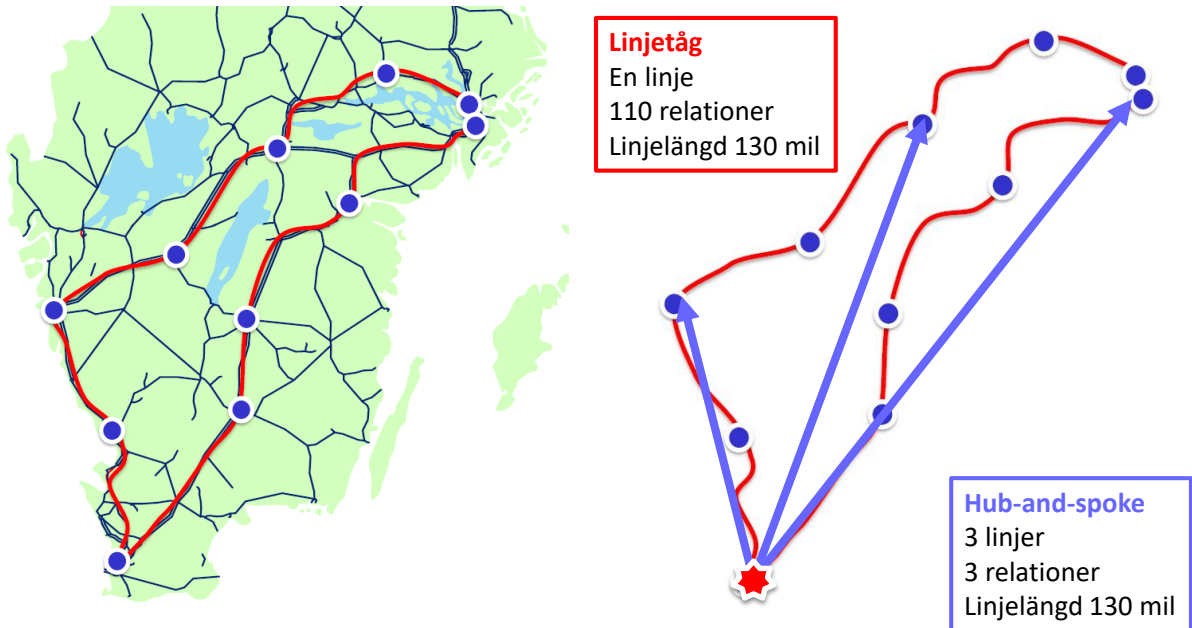 Linjetåg
En linje
110 relationer
Linjelängd 130 mil
Hub-and-spoke
3 linjer
3 relationer
Linjelängd 130 mil